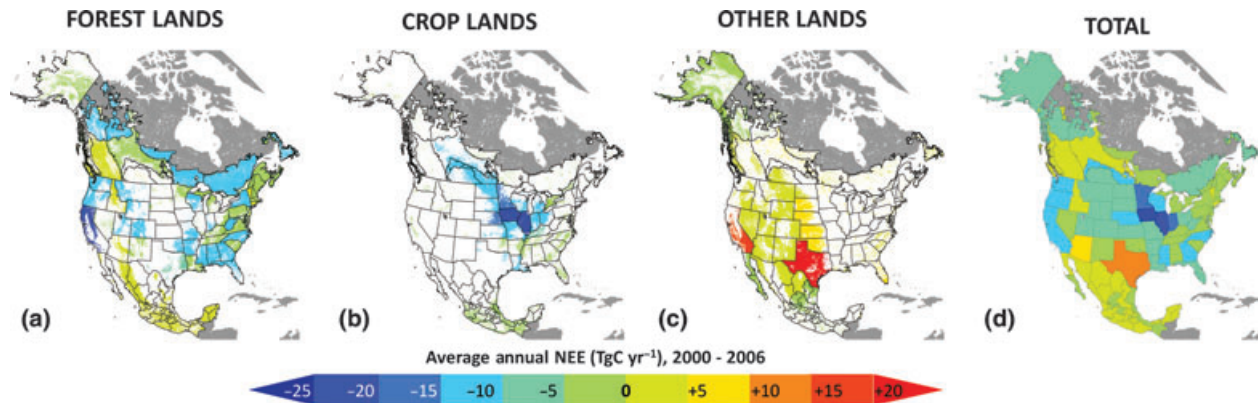 FOREST LANDS
CROP LANDS
OTHER LANDS
TOTAL
(a)
(b)
(c)
(d)
Average annual NEE (TgC yr⁻¹), 2000 - 2006
−25 −20 −15 −10 −5 0 +5 +10 +15 +20